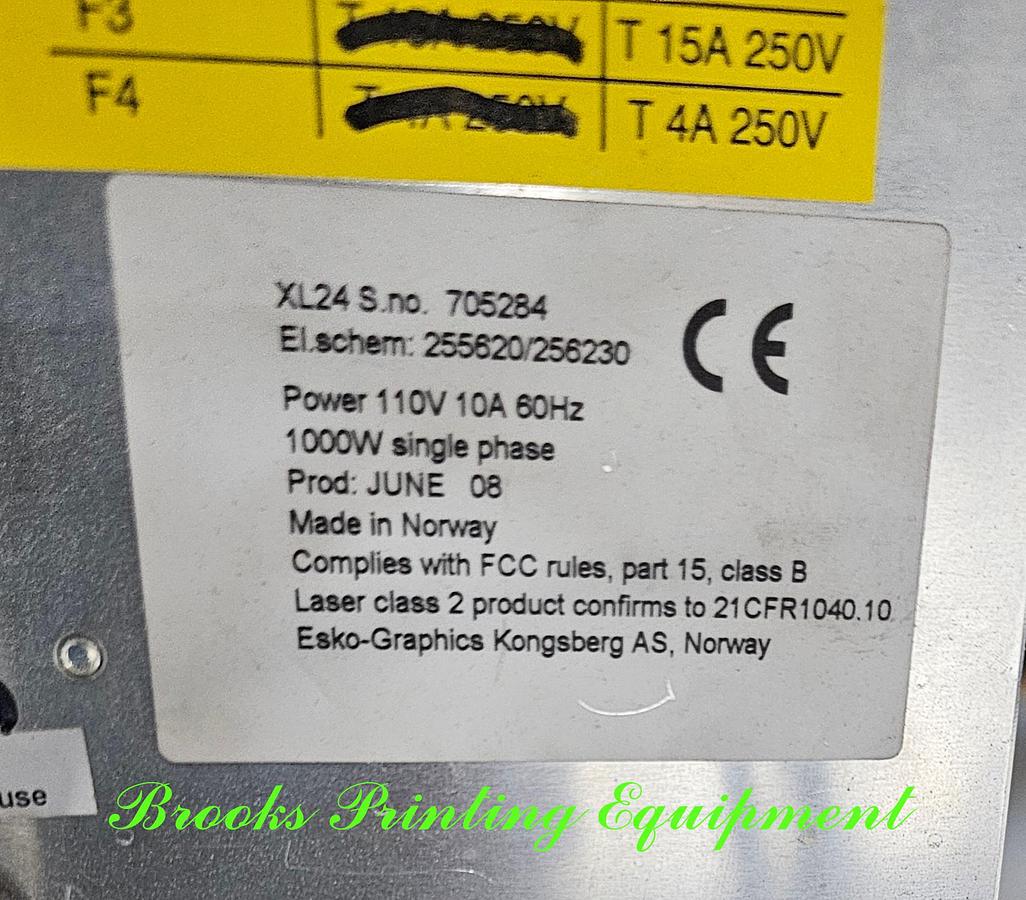 F3 T 15A 250V
F4 T 4A 250V
XL24 S.no. 705284
El.schem: 255620/256230
CE
Power 110V 10A 60Hz
1000W single phase
Prod: JUNE 08
Made in Norway
Complies with FCC rules, part 15, class B
Laser class 2 product confirms to 21CFR1040.10
Esko-Graphics Kongsberg AS, Norway
use
Brooks Printing Equipment